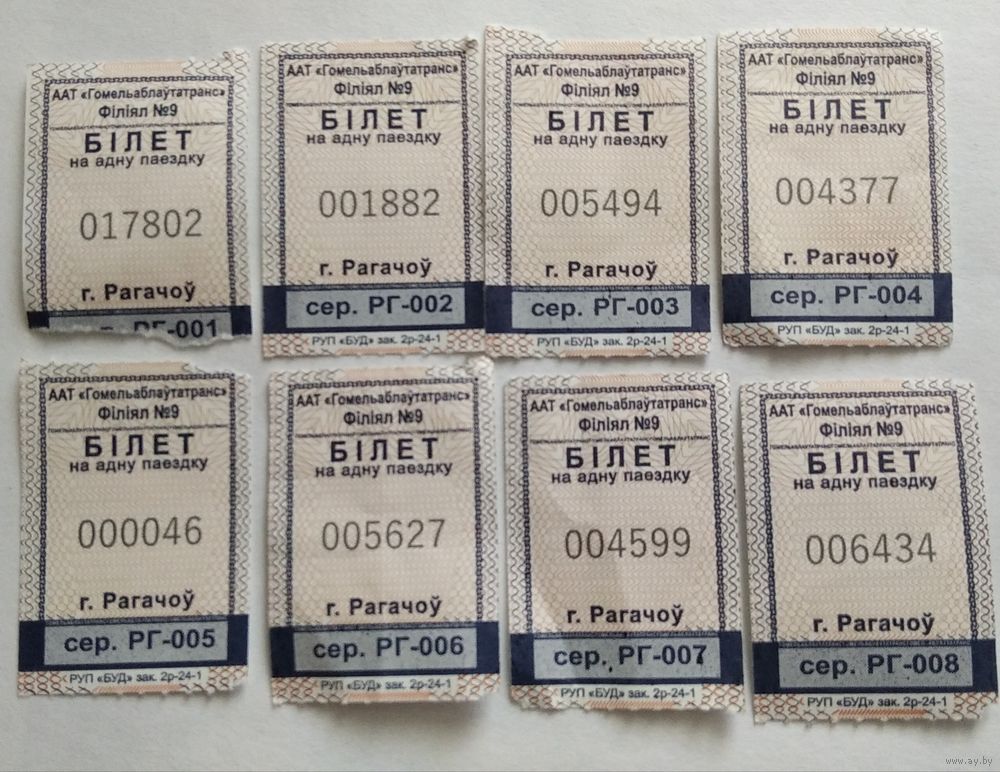 ААТ «Гомельаблаўтатранс»
Філіял №9
БІЛЕТ
на адну паездку
017802
г. Рагачоў
РГ-001
ААТ «Гомельаблаўтатранс»
Філіял №9
БІЛЕТ
на адну паездку
001882
г. Рагачоў
сер. РГ-002
РУП «БУД» зак. 2р-24-1
ААТ «Гомельаблаўтатранс»
Філіял №9
БІЛЕТ
на адну паездку
005494
г. Рагачоў
сер. РГ-003
РУП «БУД» зак. 2р-24-1
ААТ «Гомельаблаўтатранс»
Філіял №9
БІЛЕТ
на адну паездку
004377
г. Рагачоў
сер. РГ-004
РУП «БУД» зак. 2р-24-1
ААТ «Гомельаблаўтатранс»
Філіял №9
БІЛЕТ
на адну паездку
000046
г. Рагачоў
сер. РГ-005
РУП «БУД» зак. 2р-24-1
ААТ «Гомельаблаўтатранс»
Філіял №9
БІЛЕТ
на адну паездку
005627
г. Рагачоў
сер. РГ-006
РУП «БУД» зак. 2р-24-1
ААТ «Гомельаблаўтатранс»
Філіял №9
БІЛЕТ
на адну паездку
004599
г. Рагачоў
сер. РГ-007
РУП «БУД» зак. 2р-24-1
ААТ «Гомельаблаўтатранс»
Філіял №9
БІЛЕТ
на адну паездку
006434
г. Рагачоў
сер. РГ-008
РУП «БУД» зак. 2р-24-1
www.ay.by